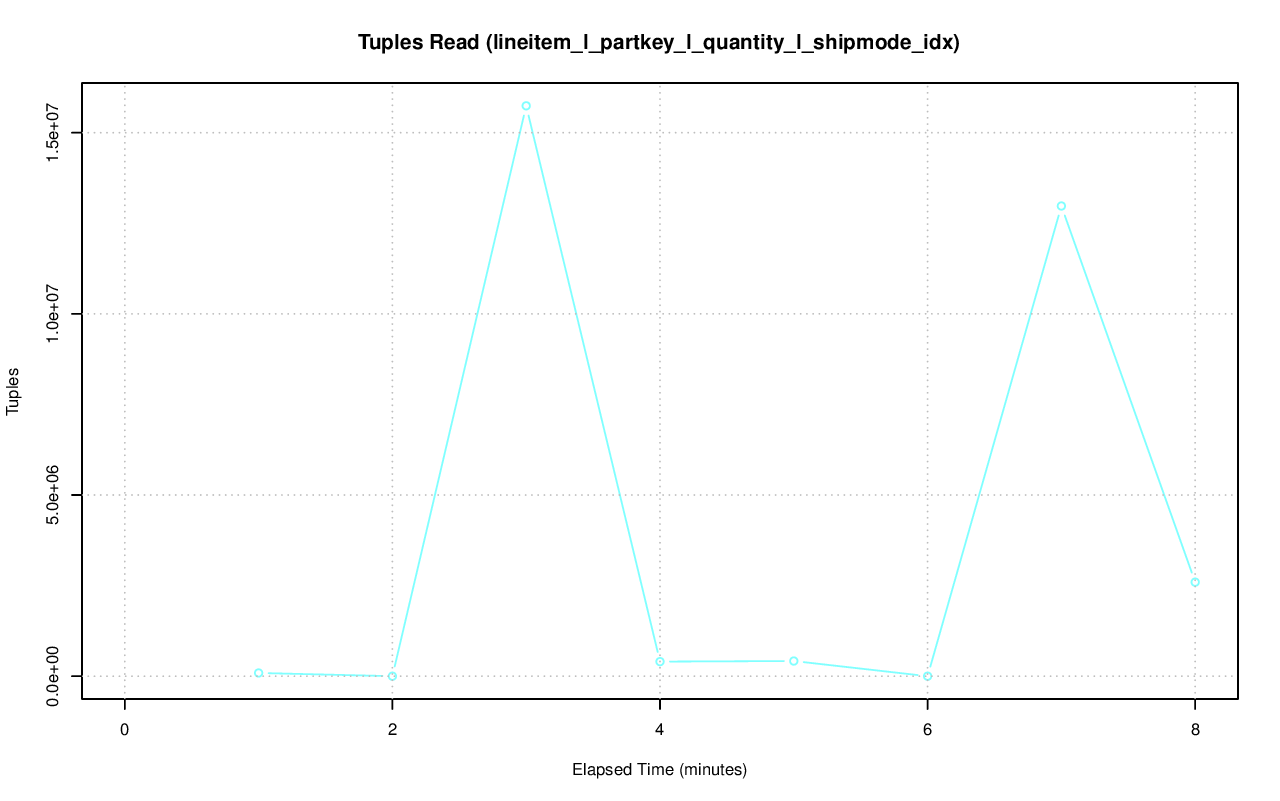 Tuples Read (lineitem_l_partkey_l_quantity_l_shipmode_idx)
Tuples
1.5e+07
1.0e+07
5.0e+06
0.0e+00
0 2 4 6 8
Elapsed Time (minutes)